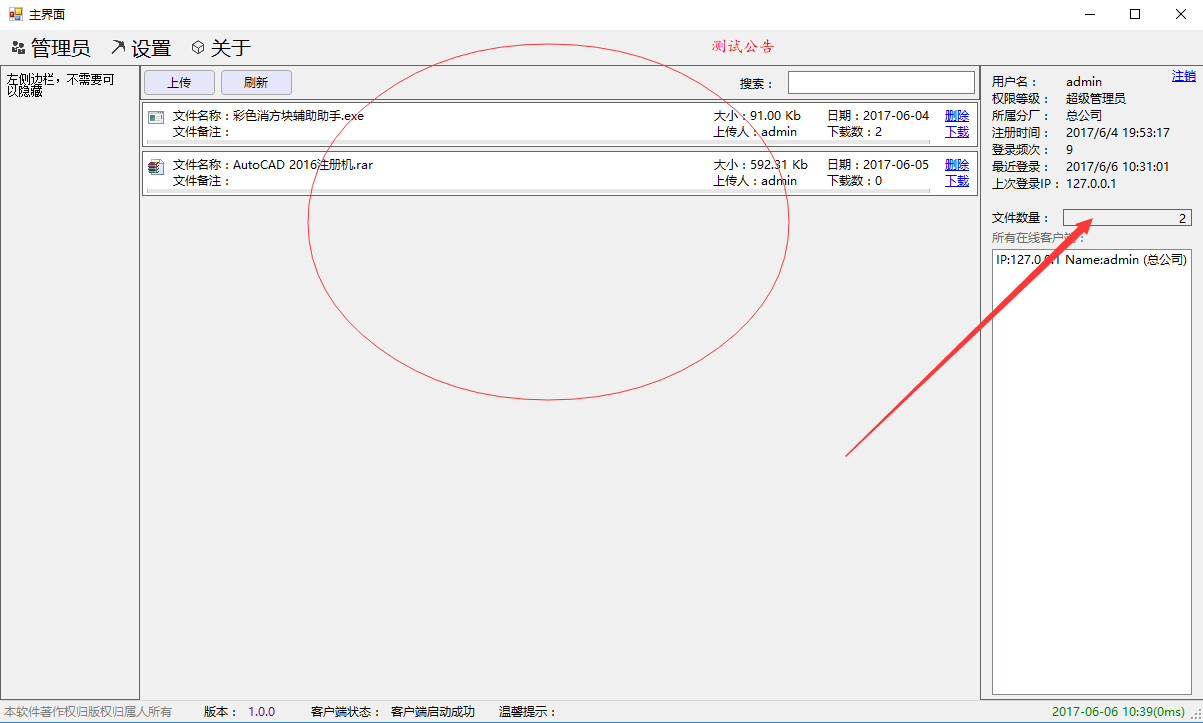 主界面
管理员 设置 关于 测试公告
左侧边栏，不需要可
以隐藏
上传 刷新 搜索：
文件名称：彩色消方块辅助助手.exe 大小：91.00 Kb 日期：2017-06-04 删除
文件备注： 上传人：admin 下载数：2 下载
文件名称：AutoCAD 2016注册机.rar 大小：592.31 Kb 日期：2017-06-05 删除
文件备注： 上传人：admin 下载数：0 下载
用户名： admin 注销
权限等级： 超级管理员
所属分厂： 总公司
注册时间： 2017/6/4 19:53:17
登录频次： 9
最近登录： 2017/6/6 10:31:01
上次登录IP： 127.0.0.1
文件数量： 2
所有在线客户端：
IP:127.0.0.1 Name:admin (总公司)
本软件著作权归版权归属人所有 版本： 1.0.0 客户端状态： 客户端启动成功 温馨提示： 2017-06-06 10:39(0ms)